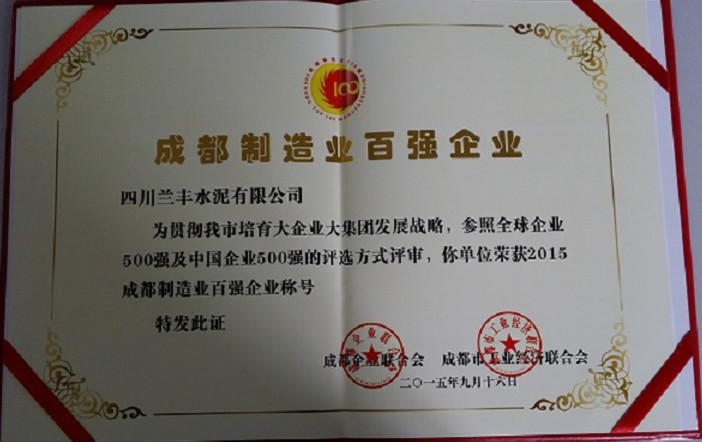 100
成都制造业百强企业
四川兰丰水泥有限公司
为贯彻我市培育大企业大集团发展战略，参照全球企业
500强及中国企业500强的评选方式评审，你单位荣获2015
成都制造业百强企业称号
特发此证
成都企业联合会 成都市工业经济联合会
二〇一五年九月十六日